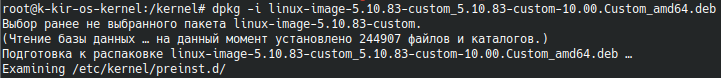 root@k-kir-os-kernel:/kernel# dpkg -i linux-image-5.10.83-custom_5.10.83-custom-10.00.Custom_amd64.deb
Выбор ранее не выбранного пакета linux-image-5.10.83-custom.
(Чтение базы данных … на данный момент установлено 244907 файлов и каталогов.)
Подготовка к распаковке linux-image-5.10.83-custom_5.10.83-custom-10.00.Custom_amd64.deb …
Examining /etc/kernel/preinst.d/